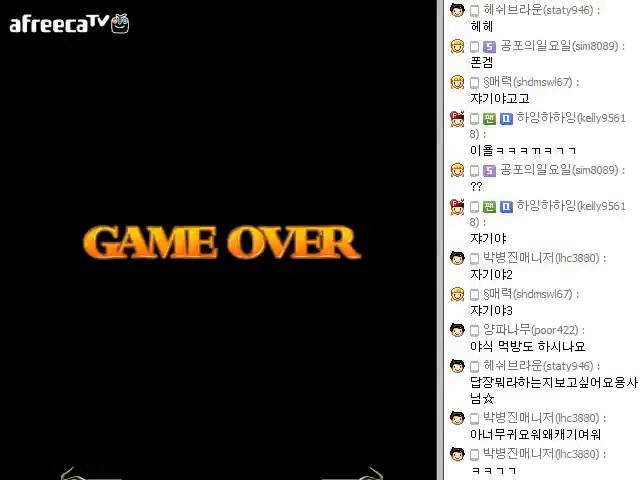 afreecaTV
GAME OVER
헤쉬브라운(staty946) :
헤헤
S 공포의일요일(sim8089) :
폰겜
§매력(shdmswl67) :
쟈기야고고
팬 하잉하하잉(kelly9561
8) :
이욜ㅋㅋㅋㄲㅋㄱㄱ
S 공포의일요일(sim8089) :
??
팬 하잉하하잉(kelly9561
8) :
쟈기야
박병진매니저(lhc3880) :
자기야2
§매력(shdmswl67) :
쟈기야3
양파나무(poor422) :
야식 먹방도 하시나요
헤쉬브라운(staty946) :
답장뭐라하는지보고싶어요용사
님☆
박병진매니저(lhc3880) :
아너무귀요워왜캐기여워
박병진매니저(lhc3880) :
ㅋㅋㄱㄱ